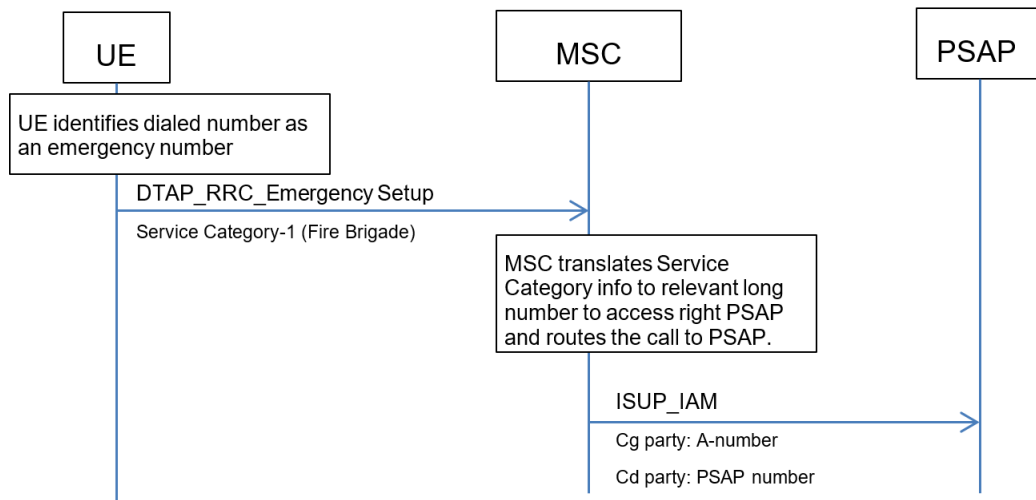 UE
MSC
PSAP
UE identifies dialed number as
an emergency number
DTAP_RRC_Emergency Setup
Service Category-1 (Fire Brigade)
MSC translates Service
Category info to relevant long
number to access right PSAP
and routes the call to PSAP.
ISUP_IAM
Cg party: A-number
Cd party: PSAP number